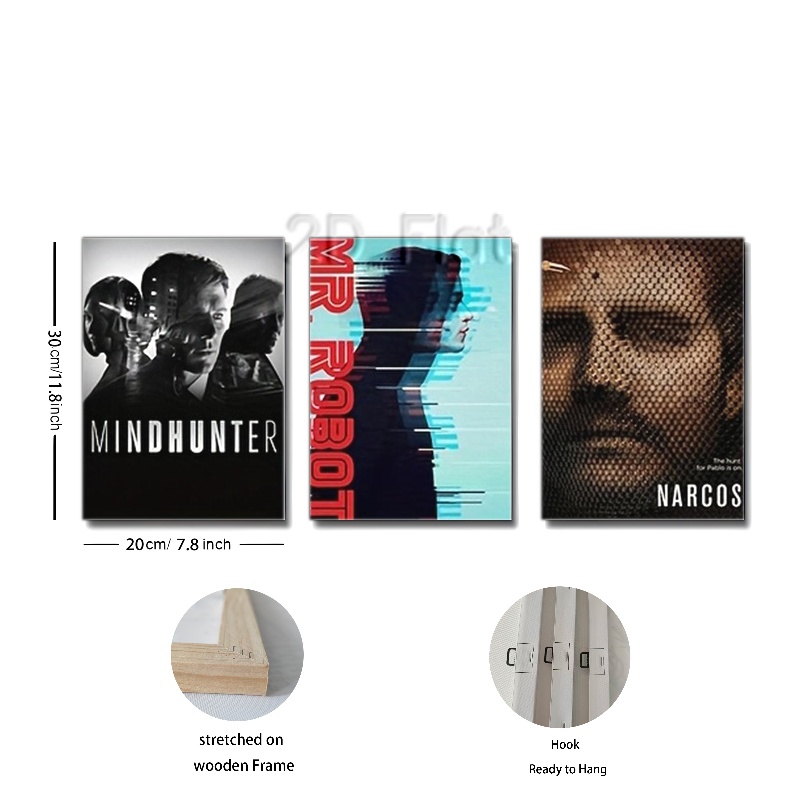 2D Flat
30cm/11.8inch
MINDHUNTER
MR. ROBOT
The hunt
for Pablo is on.
NARCOS
20cm/ 7.8 inch
stretched on
wooden Frame
Hook
Ready to Hang